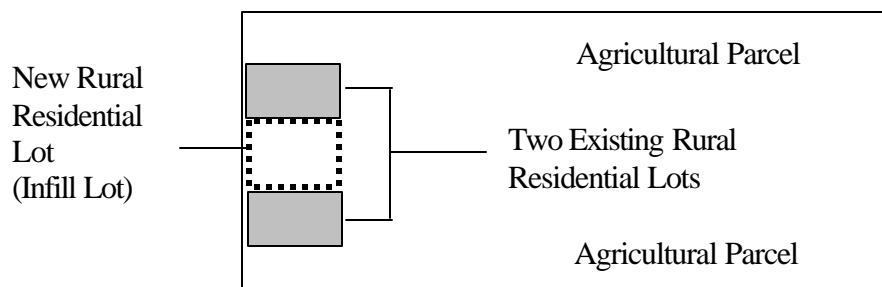 New Rural
Residential
Lot
(Infill Lot)
Agricultural Parcel
Two Existing Rural
Residential Lots
Agricultural Parcel